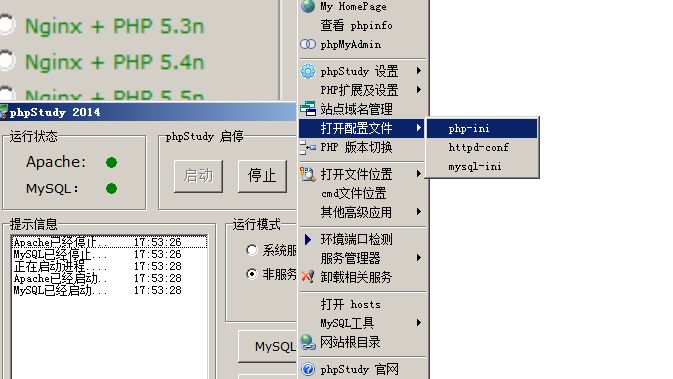 Nginx + PHP 5.3n
Nginx + PHP 5.4n
Nginx + PHP 5.5n
phpStudy 2014
运行状态
Apache:
MySQL:
phpStudy 启停
启动
停止
提示信息
Apache已经停止... 17:53:26
MySQL已经停止... 17:53:26
正在启动进程.... 17:53:28
Apache已经启动.. 17:53:28
MySQL已经启动... 17:53:28
运行模式
系统服
非服务
MySQL
My HomePage
查看 phpinfo
phpMyAdmin
phpStudy 设置
PHP扩展及设置
站点域名管理
打开配置文件
PHP 版本切换
打开文件位置
cmd文件位置
其他高级应用
环境端口检测
服务管理器
卸载相关服务
打开 hosts
MySQL工具
网站根目录
phpStudy 官网
php-ini
httpd-conf
mysql-ini